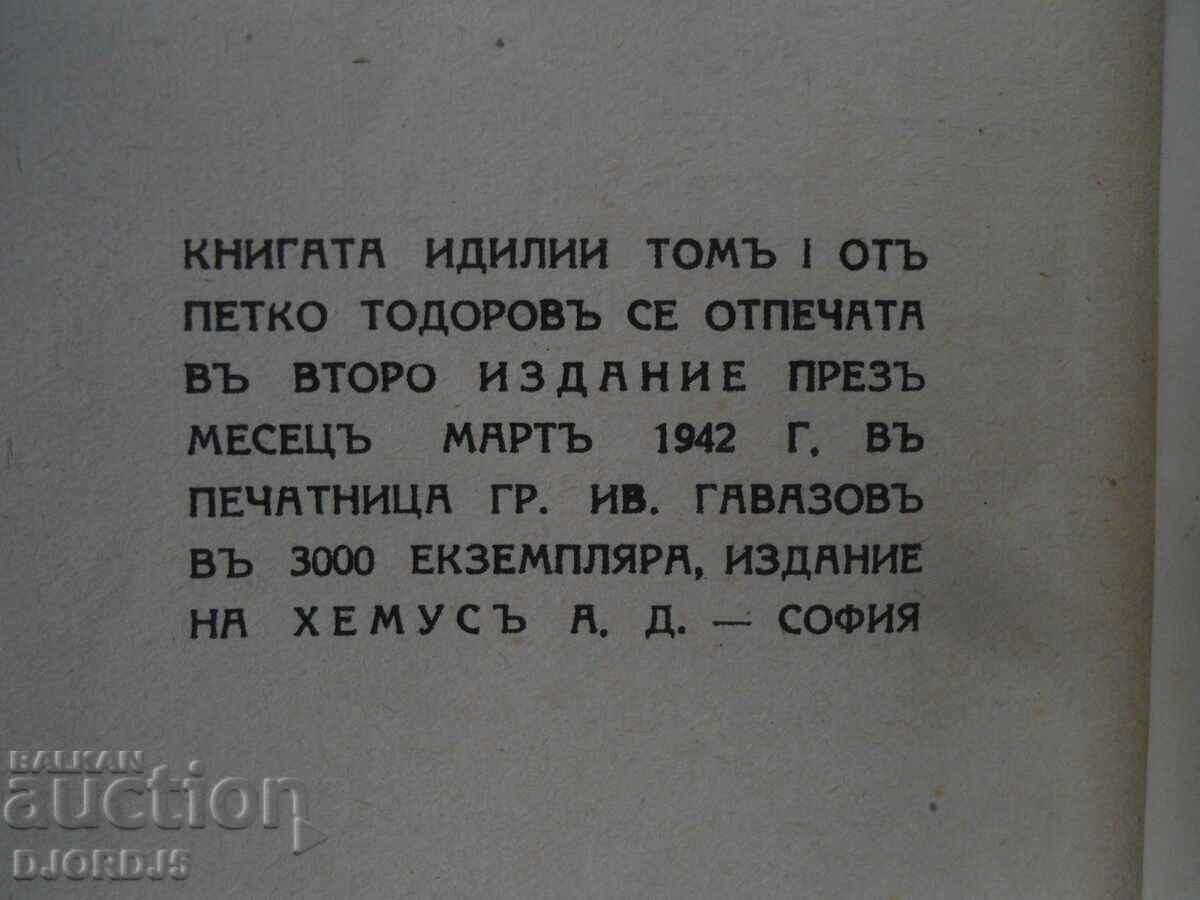 КНИГАТА ИДИЛИИ ТОМЪ I ОТЪ
ПЕТКО ТОДОРОВЪ СЕ ОТПЕЧАТА
ВЪ ВТОРО ИЗДАНИЕ ПРЕЗЪ
МЕСЕЦЪ МАРТЪ 1942 Г. ВЪ
ПЕЧАТНИЦА ГР. ИВ. ГАВАЗОВЪ
ВЪ 3000 ЕКЗЕМПЛЯРА, ИЗДАНИЕ
НА ХЕМУСЪ А. Д. — СОФИЯ
BALKAN
auction
DJORDJ5